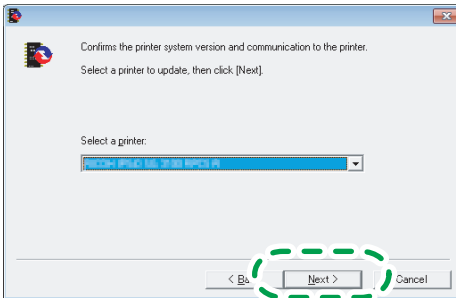 Confirms the printer system version and communication to the printer.
Select a printer to update, then click [Next].
Select a printer:
Next >
Cancel